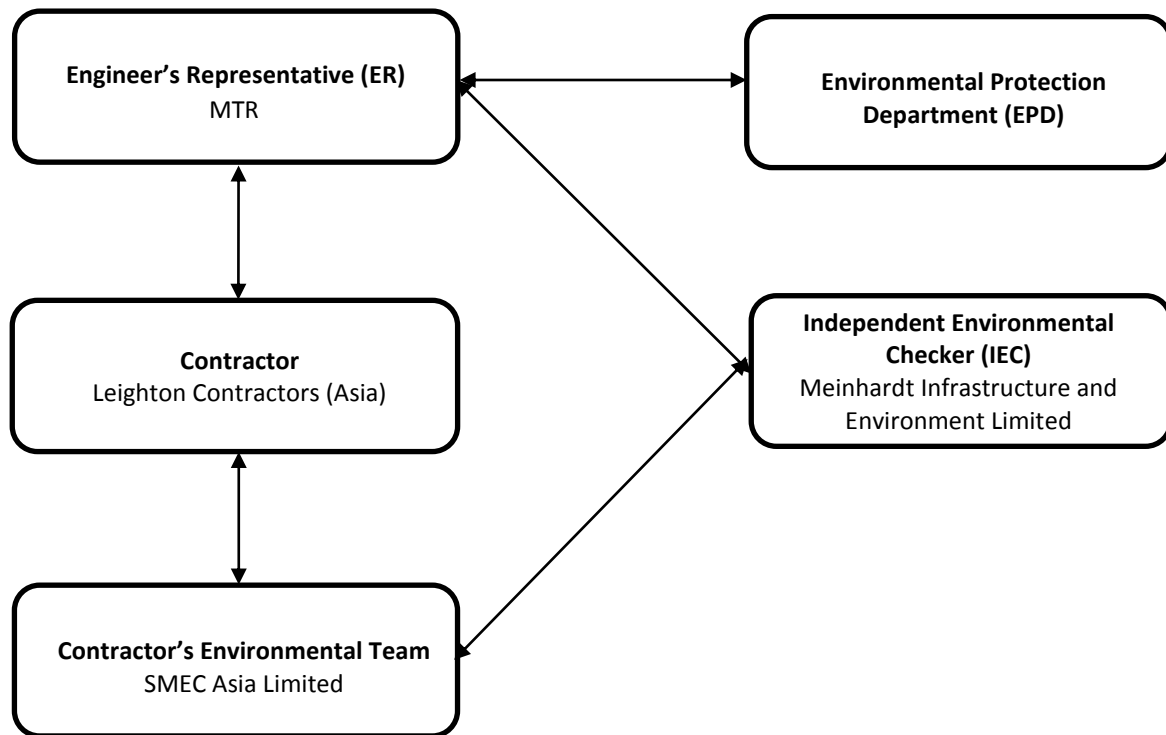 Engineer’s Representative (ER)
MTR
Environmental Protection
Department (EPD)
Contractor
Leighton Contractors (Asia)
Independent Environmental
Checker (IEC)
Meinhardt Infrastructure and
Environment Limited
Contractor’s Environmental Team
SMEC Asia Limited